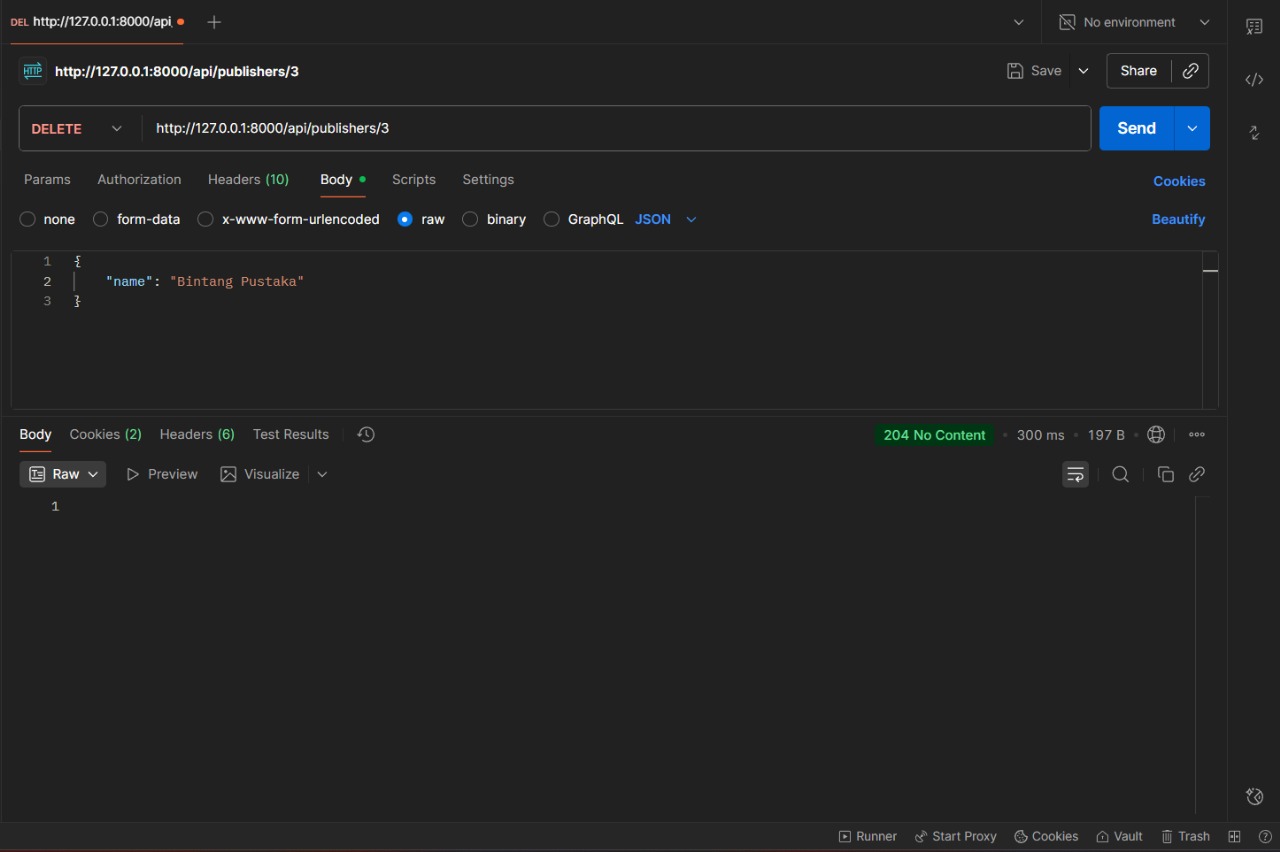 DEL http://127.0.0.1:8000/api,
No environment
HTTP http://127.0.0.1:8000/api/publishers/3
Save Share
DELETE http://127.0.0.1:8000/api/publishers/3 Send
Params Authorization Headers (10) Body Scripts Settings Cookies
none form-data x-www-form-urlencoded raw binary GraphQL JSON Beautify
1 {
2 "name": "Bintang Pustaka"
3 }
Body Cookies (2) Headers (6) Test Results 204 No Content • 300 ms • 197 B
Raw Preview Visualize
1
Runner Start Proxy Cookies Vault Trash